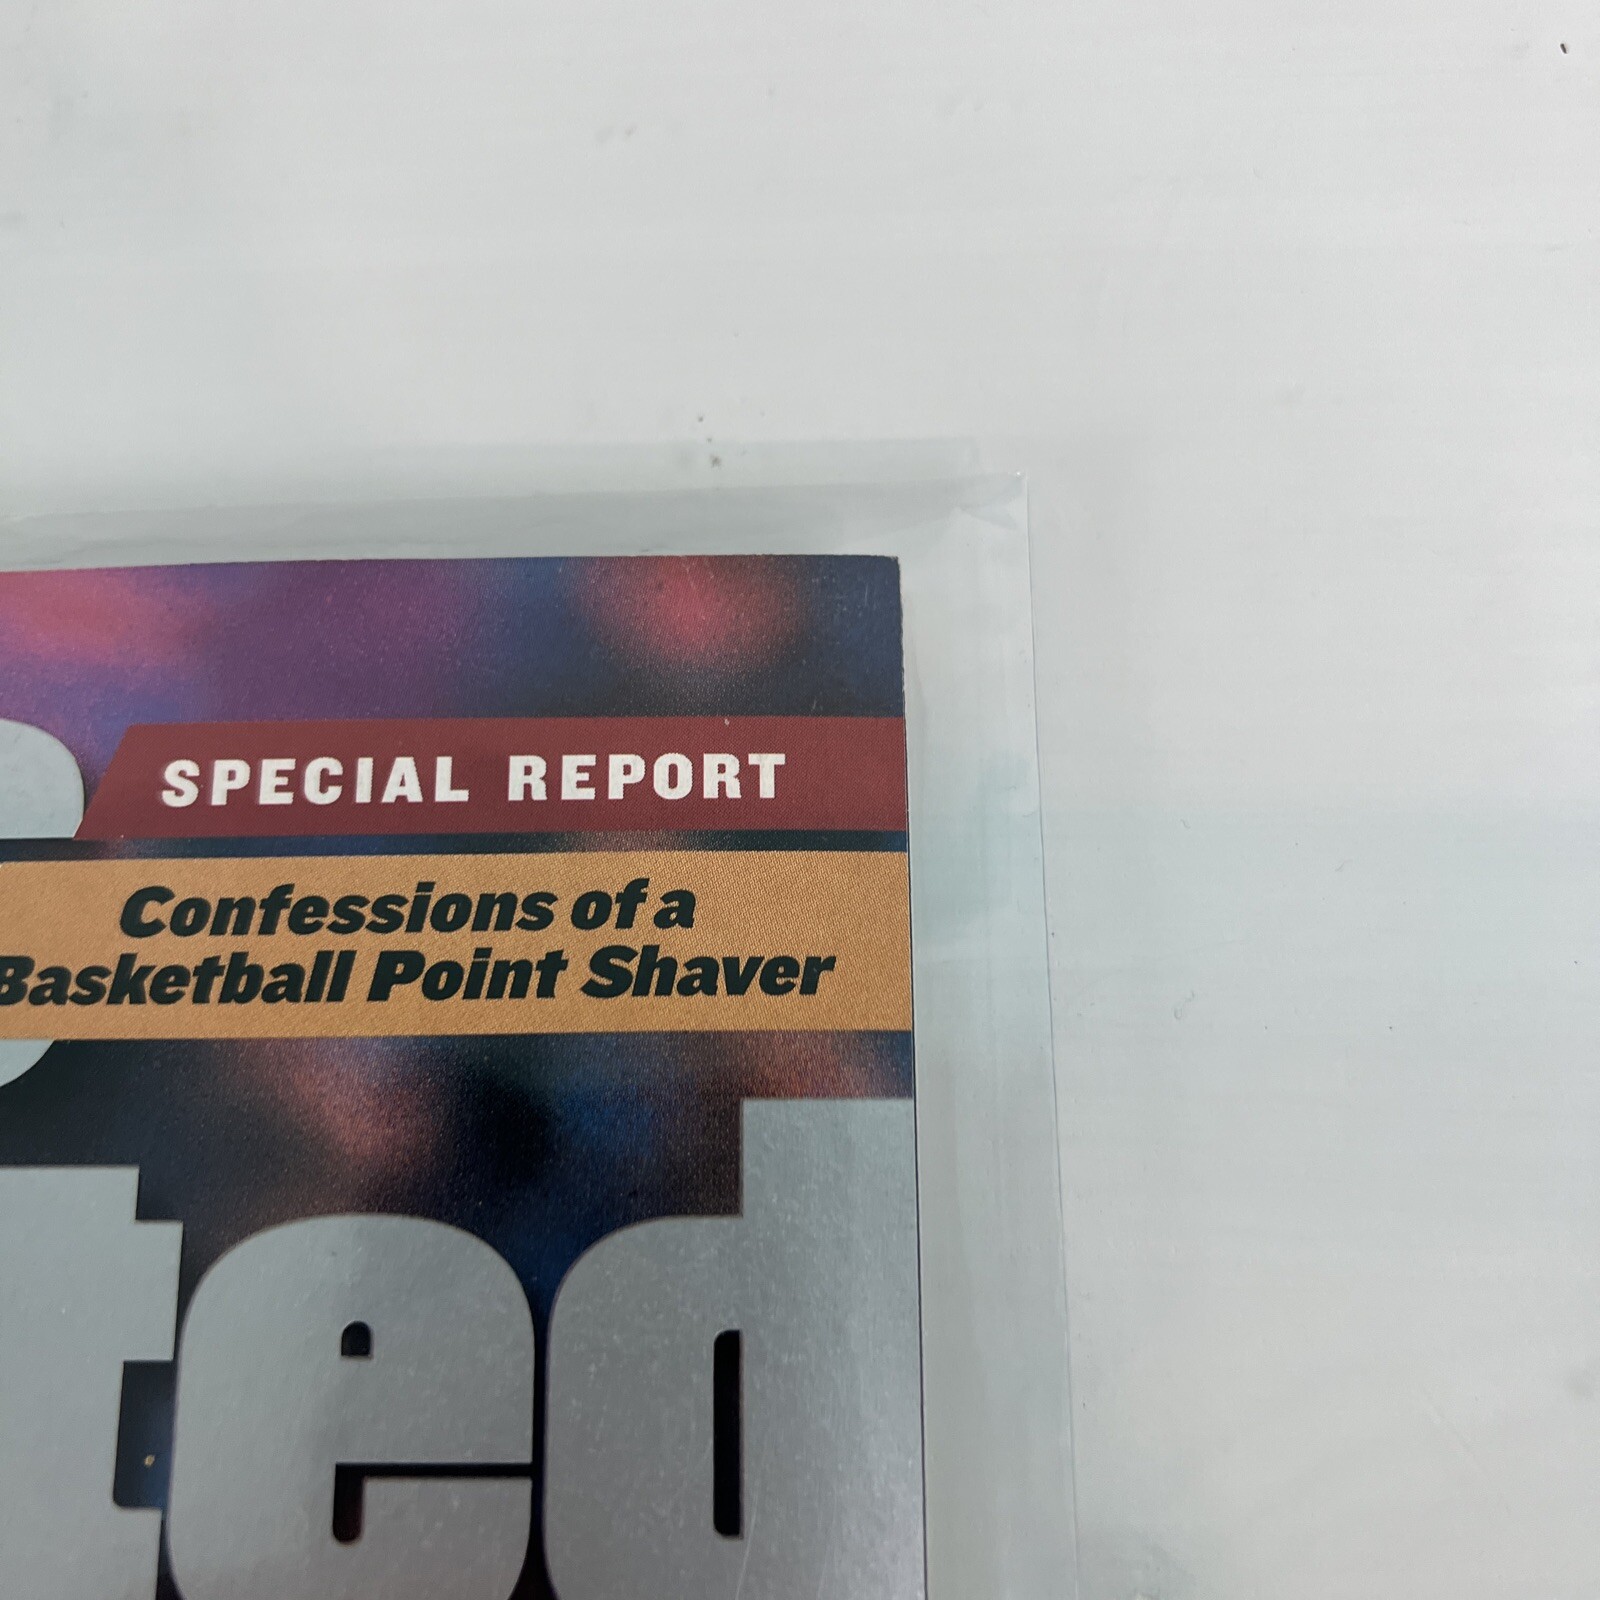 SPECIAL REPORT
Confessions of a
Basketball Point Shaver
ted